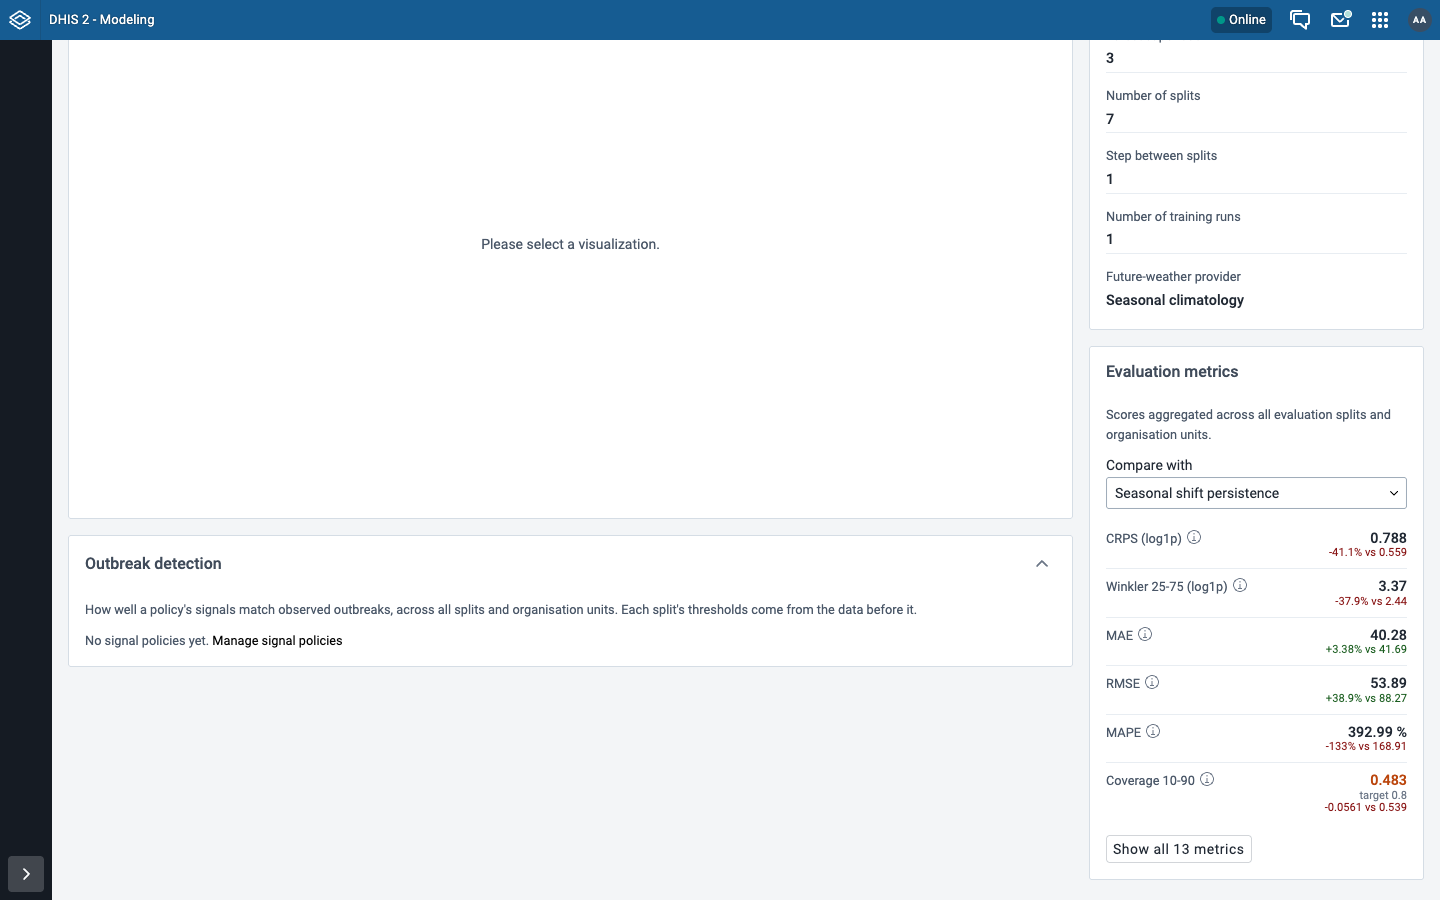 DHIS 2 - Modeling
Online
AA
Please select a visualization.
Outbreak detection
How well a policy's signals match observed outbreaks, across all splits and organisation units. Each split's thresholds come from the data before it.
No signal policies yet. Manage signal policies
3
Number of splits
7
Step between splits
1
Number of training runs
1
Future-weather provider
Seasonal climatology
Evaluation metrics
Scores aggregated across all evaluation splits and
organisation units.
Compare with
Seasonal shift persistence
CRPS (log1p) 0.788
-41.1% vs 0.559
Winkler 25-75 (log1p) 3.37
-37.9% vs 2.44
MAE 40.28
+3.38% vs 41.69
RMSE 53.89
+38.9% vs 88.27
MAPE 392.99 %
-133% vs 168.91
Coverage 10-90 0.483
target 0.8
-0.0561 vs 0.539
Show all 13 metrics